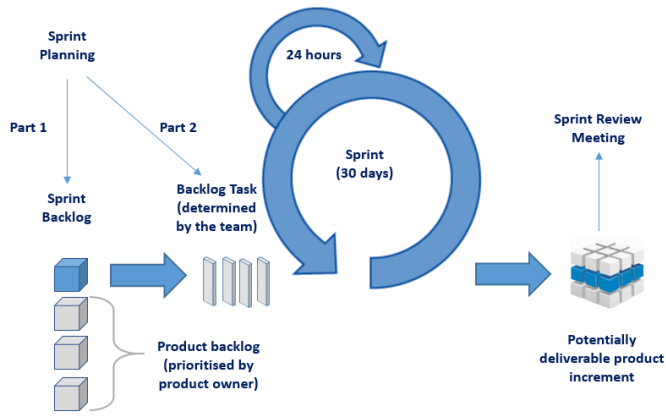 Sprint
Planning
24 hours
Part 1
Part 2
Sprint Review
Meeting
Sprint
(30 days)
Sprint
Backlog
Backlog Task
(determined
by the team)
Product backlog
(prioritised by
product owner)
Potentially
deliverable product
increment